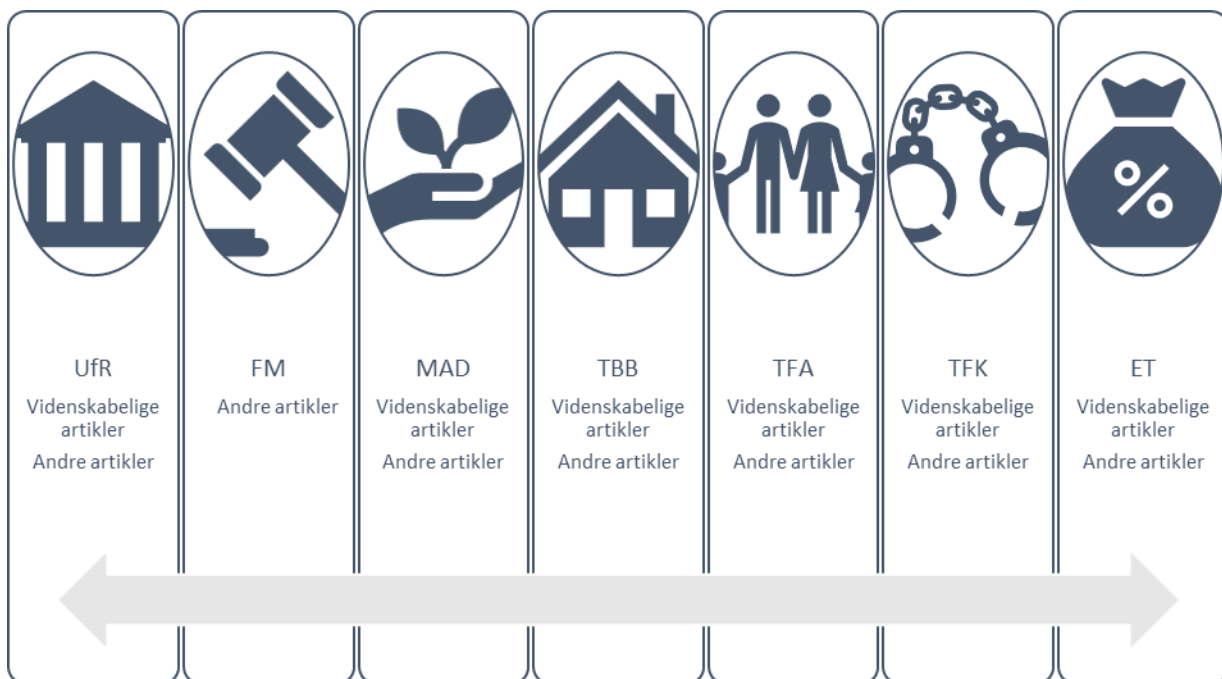 UfR
Videnskabelige
artikler
Andre artikler
FM
Andre artikler
MAD
Videnskabelige
artikler
Andre artikler
TBB
Videnskabelige
artikler
Andre artikler
TFA
Videnskabelige
artikler
Andre artikler
TFK
Videnskabelige
artikler
Andre artikler
%
ET
Videnskabelige
artikler
Andre artikler